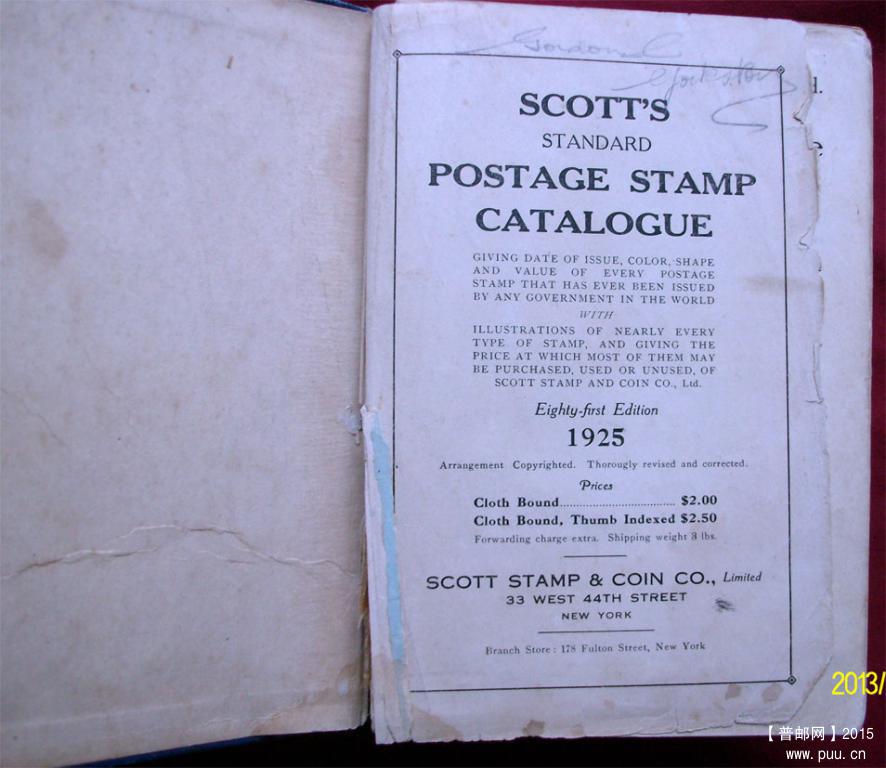 Gordon C
SCOTT'S
STANDARD
POSTAGE STAMP
CATALOGUE
GIVING DATE OF ISSUE, COLOR, SHAPE
AND VALUE OF EVERY POSTAGE
STAMP THAT HAS EVER BEEN ISSUED
BY ANY GOVERNMENT IN THE WORLD
WITH
ILLUSTRATIONS OF NEARLY EVERY
TYPE OF STAMP, AND GIVING THE
PRICE AT WHICH MOST OF THEM MAY
BE PURCHASED, USED OR UNUSED, OF
SCOTT STAMP AND COIN CO., Ltd.
Eighty-first Edition
1925
Arrangement Copyrighted. Thorougly revised and corrected.
Prices
Cloth Bound.................................. $2.00
Cloth Bound, Thumb Indexed $2.50
Forwarding charge extra. Shipping weight 3 lbs.
SCOTT STAMP & COIN CO., Limited
33 WEST 44TH STREET
NEW YORK
Branch Store: 178 Fulton Street, New York
2013/
【普邮网】2015
www.puu.cn